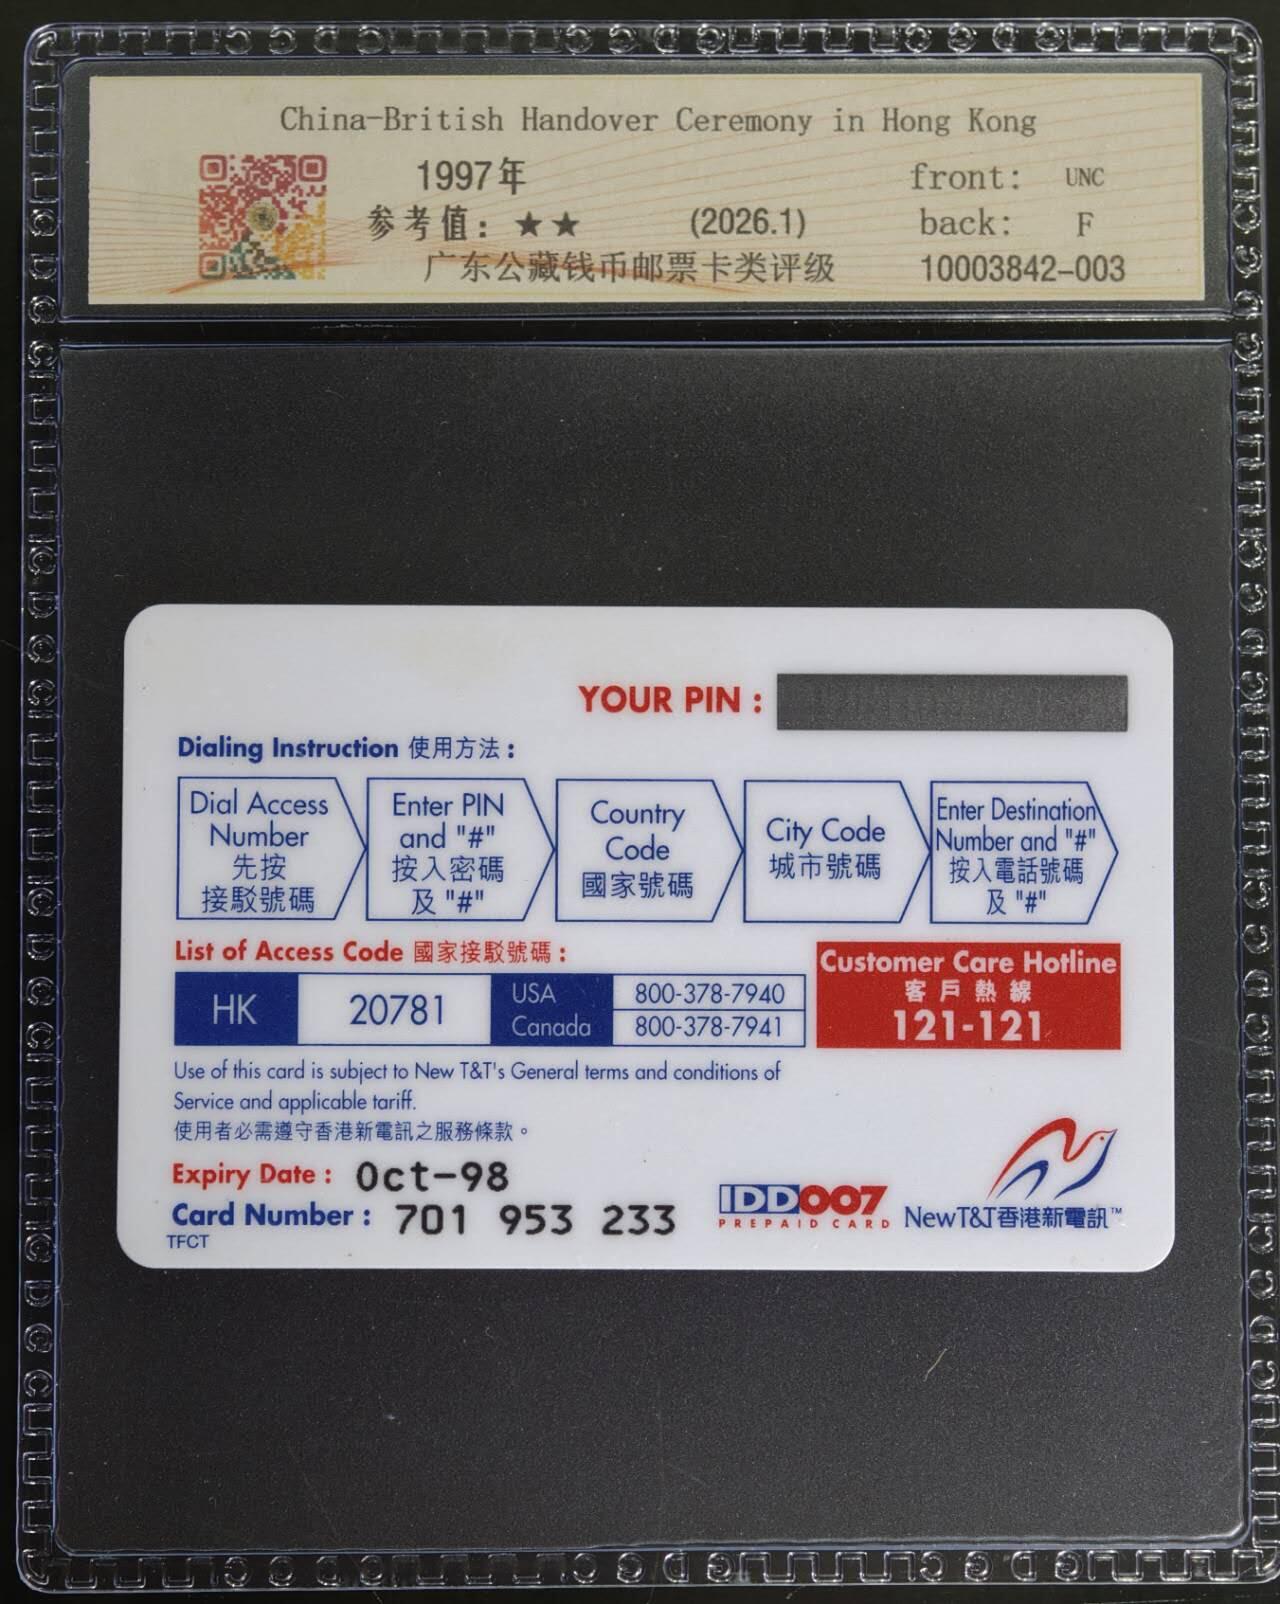 China-British Handover Ceremony in Hong Kong
1997年
front: UNC
参考值: ★★ (2026.1)
back: F
广东公藏钱币邮票卡类评级
10003842-003
YOUR PIN :
Dialing Instruction 使用方法 :
Dial Access
Number
先按
接駁號碼
Enter PIN
and "#"
按入密碼
及 "#"
Country
Code
國家號碼
City Code
城市號碼
Enter Destination
Number and "#"
按入電話號碼
及 "#"
List of Access Code 國家接駁號碼 :
HK 20781
USA 800-378-7940
Canada 800-378-7941
Customer Care Hotline
客戶熱線
121-121
Use of this card is subject to New T&T's General terms and conditions of
Service and applicable tariff.
使用者必需遵守香港新電訊之服務條款。
Expiry Date : Oct-98
Card Number : 701 953 233
TFCT
IDD007
PREPAID CARD
New T&T香港新電訊™